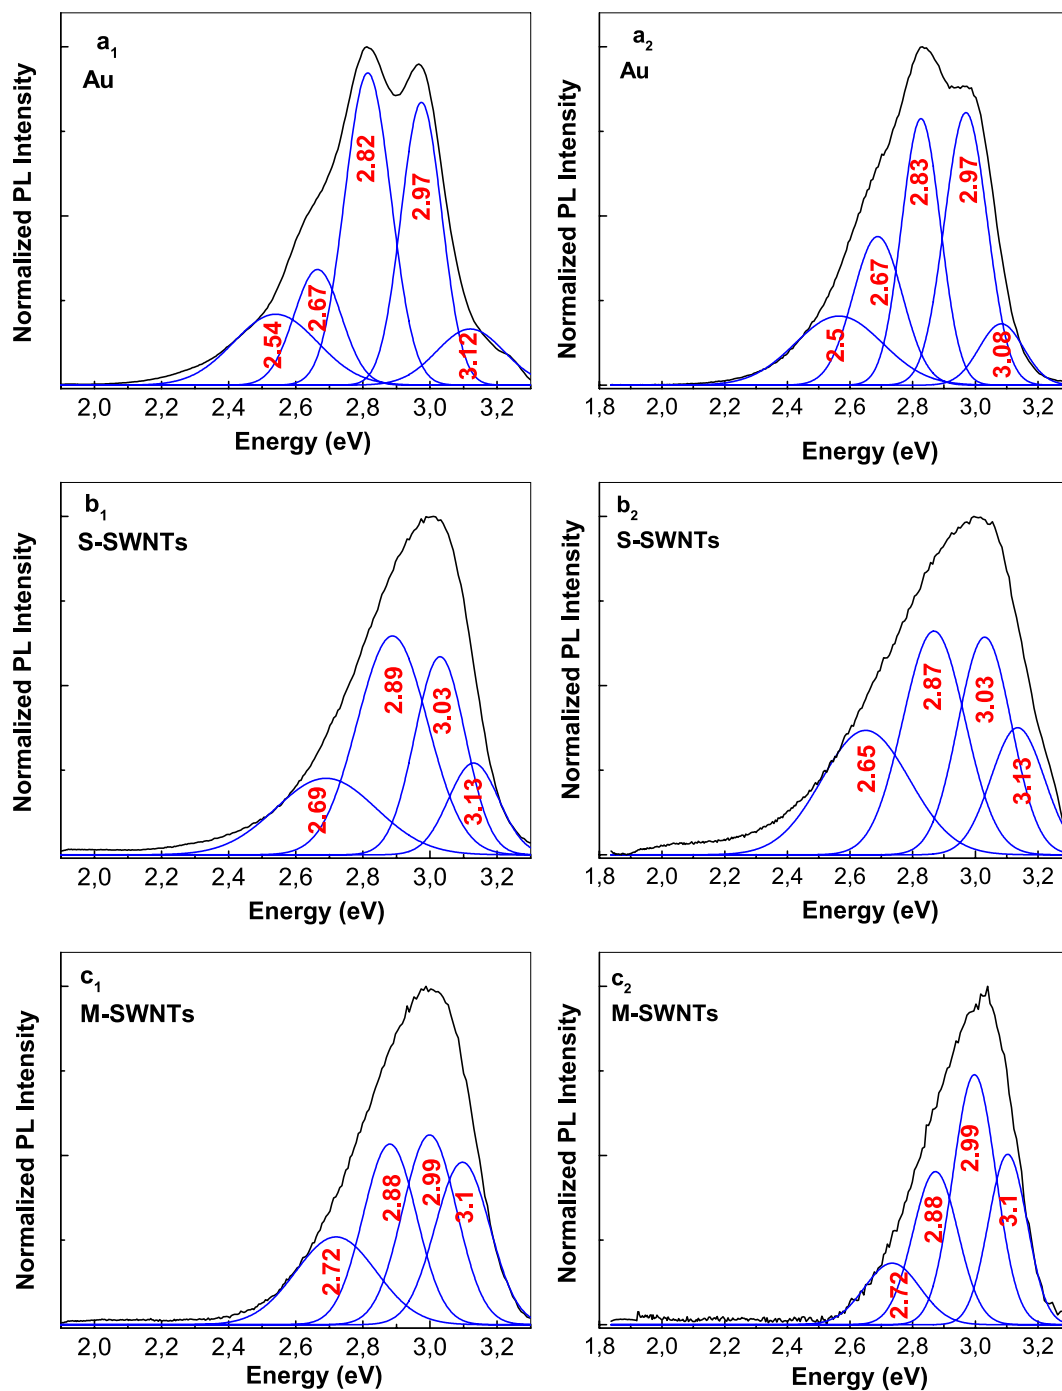 a1
Au
Normalized PL Intensity
2.54
2.67
2.82
2.97
3.12
2,0 2,2 2,4 2,6 2,8 3,0 3,2
Energy (eV)
a2
Au
Normalized PL Intensity
2.5
2.67
2.83
2.97
3.08
1,8 2,0 2,2 2,4 2,6 2,8 3,0 3,2
Energy (eV)
b1
S-SWNTs
Normalized PL Intensity
2.69
2.89
3.03
3.13
2,0 2,2 2,4 2,6 2,8 3,0 3,2
Energy (eV)
b2
S-SWNTs
Normalized PL Intensity
2.65
2.87
3.03
3.13
1,8 2,0 2,2 2,4 2,6 2,8 3,0 3,2
Energy (eV)
c1
M-SWNTs
Normalized PL Intensity
2.72
2.88
2.99
3.1
2,0 2,2 2,4 2,6 2,8 3,0 3,2
Energy (eV)
c2
M-SWNTs
Normalized PL Intensity
2.72
2.88
2.99
3.1
1,8 2,0 2,2 2,4 2,6 2,8 3,0 3,2
Energy (eV)